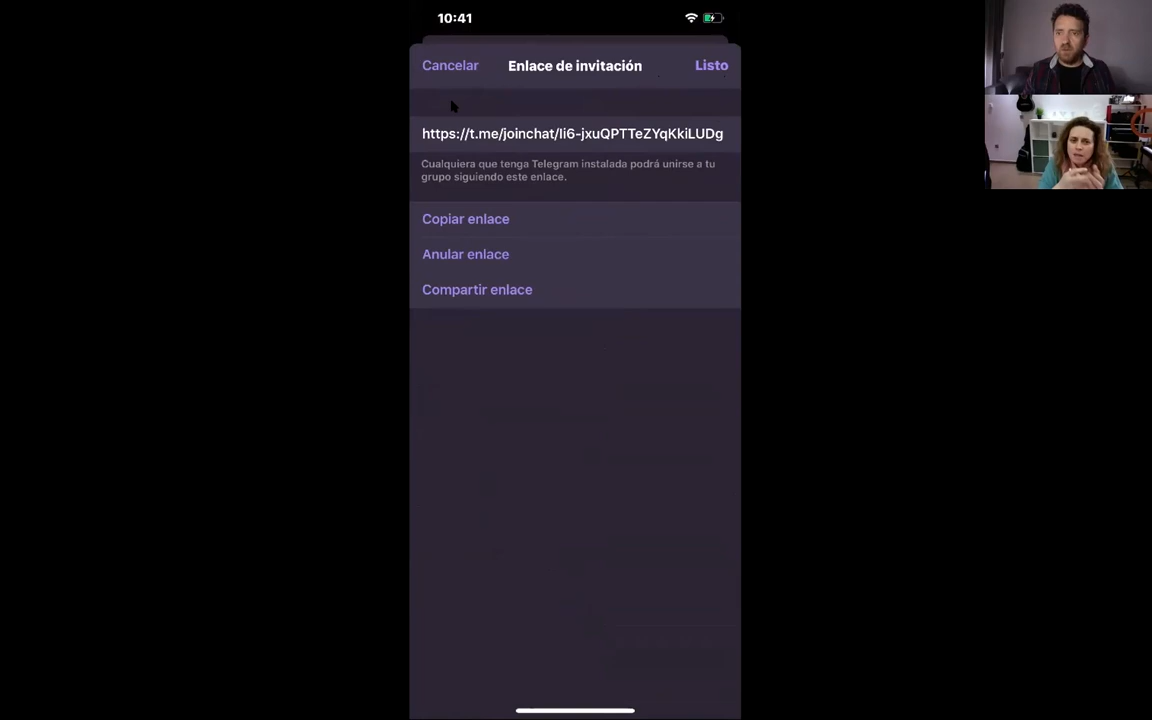 10:41
Cancelar
Enlace de invitación
Listo
https://t.me/joinchat/Ii6-jxuQPTTeZYqKkiLUDg
Cualquiera que tenga Telegram instalada podrá unirse a tu
grupo siguiendo este enlace.
Copiar enlace
Anular enlace
Compartir enlace